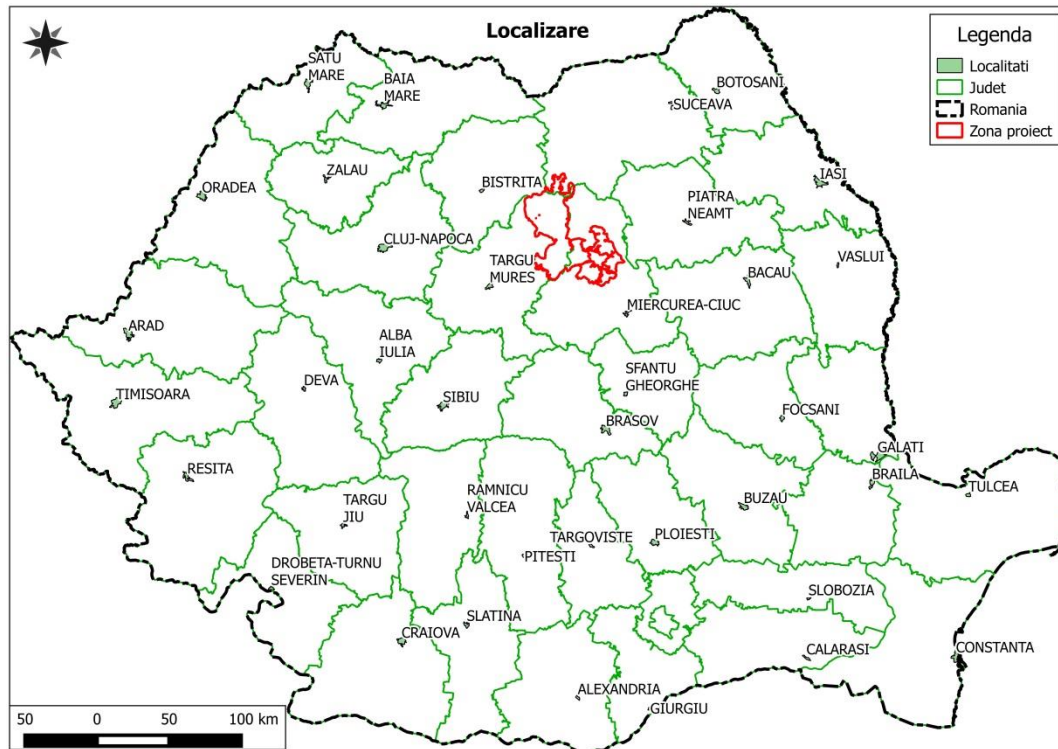 Localizare
Legenda
Localitati
Judet
Romania
Zona proiect
SATU
MARE
BAIA
MARE
BOTOSANI
SUCEAVA
ZALAU
ORADEA
BISTRITA
IASI
PIATRA
NEAMT
CLUJ-NAPOCA
TARGU
MURES
VASLUI
BACAU
MIERCUREA-CIUC
ARAD
ALBA
IULIA
DEVA
SFANTU
GHEORGHE
TIMISOARA
SIBIU
FOCSANI
BRASOV
GALATI
RESITA
BRAILA
TULCEA
TARGU
JIU
RAMNICU
VALCEA
BUZAU
TARGOVISTE
PLOIESTI
PITESTI
DROBETA-TURNU
SEVERIN
SLOBOZIA
SLATINA
CRAIOVA
CALARASI
CONSTANTA
ALEXANDRIA
GIURGIU
50 0 50 100 km